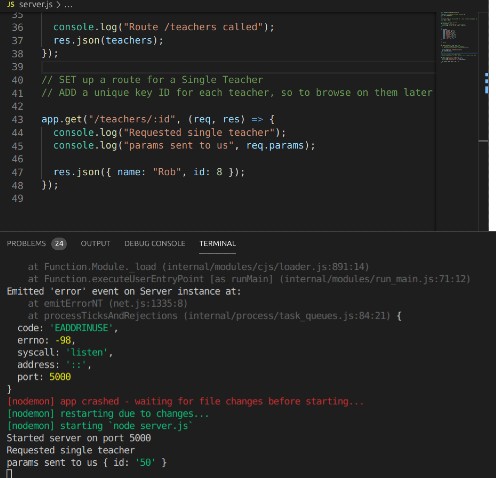 JS server.js > ...
35
36 console.log("Route /teachers called");
37 res.json(teachers);
38 });
39
40 // SET up a route for a Single Teacher
41 // ADD a unique key ID for each teacher, so to browse on them later
42
43 app.get("/teachers/:id", (req, res) => {
44 console.log("Requested single teacher");
45 console.log("params sent to us", req.params);
46
47 res.json({ name: "Rob", id: 8 });
48 });
49
PROBLEMS 24 OUTPUT DEBUG CONSOLE TERMINAL
at Function.Module._load (internal/modules/cjs/loader.js:891:14)
at Function.executeUserEntryPoint [as runMain] (internal/modules/run_main.js:71:12)
Emitted 'error' event on Server instance at:
at emitErrorNT (net.js:1335:8)
at processTicksAndRejections (internal/process/task_queues.js:84:21) {
code: 'EADDRINUSE',
errno: -98,
syscall: 'listen',
address: '::',
port: 5000
}
[nodemon] app crashed - waiting for file changes before starting...
[nodemon] restarting due to changes...
[nodemon] starting `node server.js`
Started server on port 5000
Requested single teacher
params sent to us { id: '50' }